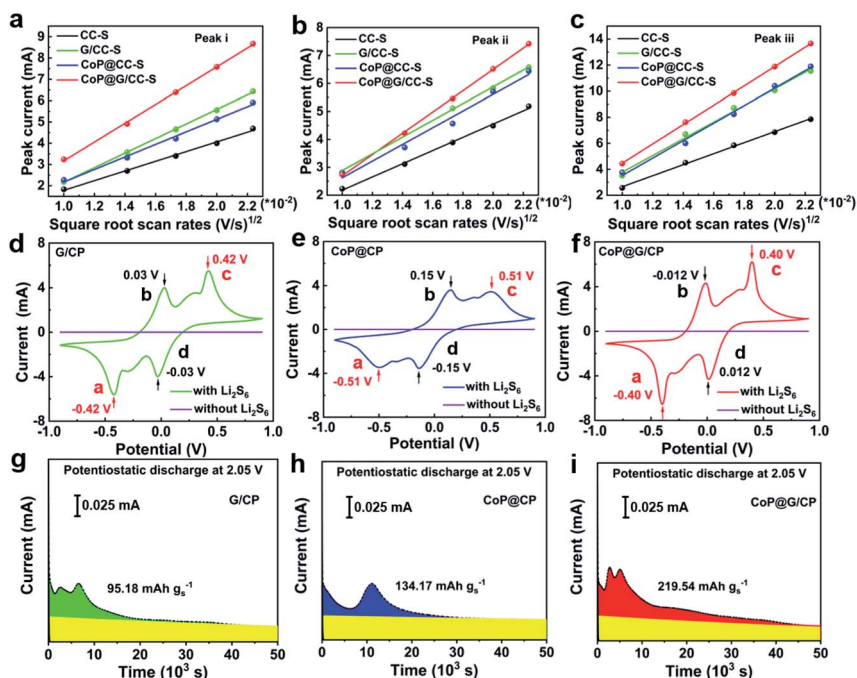 a
CC-S
G/CC-S
CoP@CC-S
CoP@G/CC-S
Peak i
Peak current (mA)
9
8
7
6
5
4
3
2
1.0 1.2 1.4 1.6 1.8 2.0 2.2 (*10⁻²)
Square root scan rates (V/s)¹/²
b
CC-S
G/CC-S
CoP@CC-S
CoP@G/CC-S
Peak ii
Peak current (mA)
8
7
6
5
4
3
2
1.0 1.2 1.4 1.6 1.8 2.0 2.2 (*10⁻²)
Square root scan rates (V/s)¹/²
c
CC-S
G/CC-S
CoP@CC-S
CoP@G/CC-S
Peak iii
Peak current (mA)
14
12
10
8
6
4
2
1.0 1.2 1.4 1.6 1.8 2.0 2.2 (*10⁻²)
Square root scan rates (V/s)¹/²
d
G/CP
0.42 V
c
0.03 V
b
d
-0.03 V
a
-0.42 V
with Li₂S₆
without Li₂S₆
Current (mA)
8
4
0
-4
-8
-1.0 -0.5 0.0 0.5 1.0
Potential (V)
e
CoP@CP
0.15 V
b
0.51 V
c
a
-0.51 V
d
-0.15 V
with Li₂S₆
without Li₂S₆
Current (mA)
8
4
0
-4
-8
-1.0 -0.5 0.0 0.5 1.0
Potential (V)
f
CoP@G/CP
0.40 V
c
-0.012 V
b
d
0.012 V
a
-0.40 V
with Li₂S₆
without Li₂S₆
Current (mA)
8
4
0
-4
-8
-1.0 -0.5 0.0 0.5 1.0
Potential (V)
g
Potentiostatic discharge at 2.05 V
0.025 mA
G/CP
95.18 mAh gₛ⁻¹
Current (mA)
0 10 20 30 40 50
Time (10³ s)
h
Potentiostatic discharge at 2.05 V
0.025 mA
CoP@CP
134.17 mAh gₛ⁻¹
Current (mA)
0 10 20 30 40 50
Time (10³ s)
i
Potentiostatic discharge at 2.05 V
0.025 mA
CoP@G/CP
219.54 mAh gₛ⁻¹
Current (mA)
0 10 20 30 40 50
Time (10³ s)